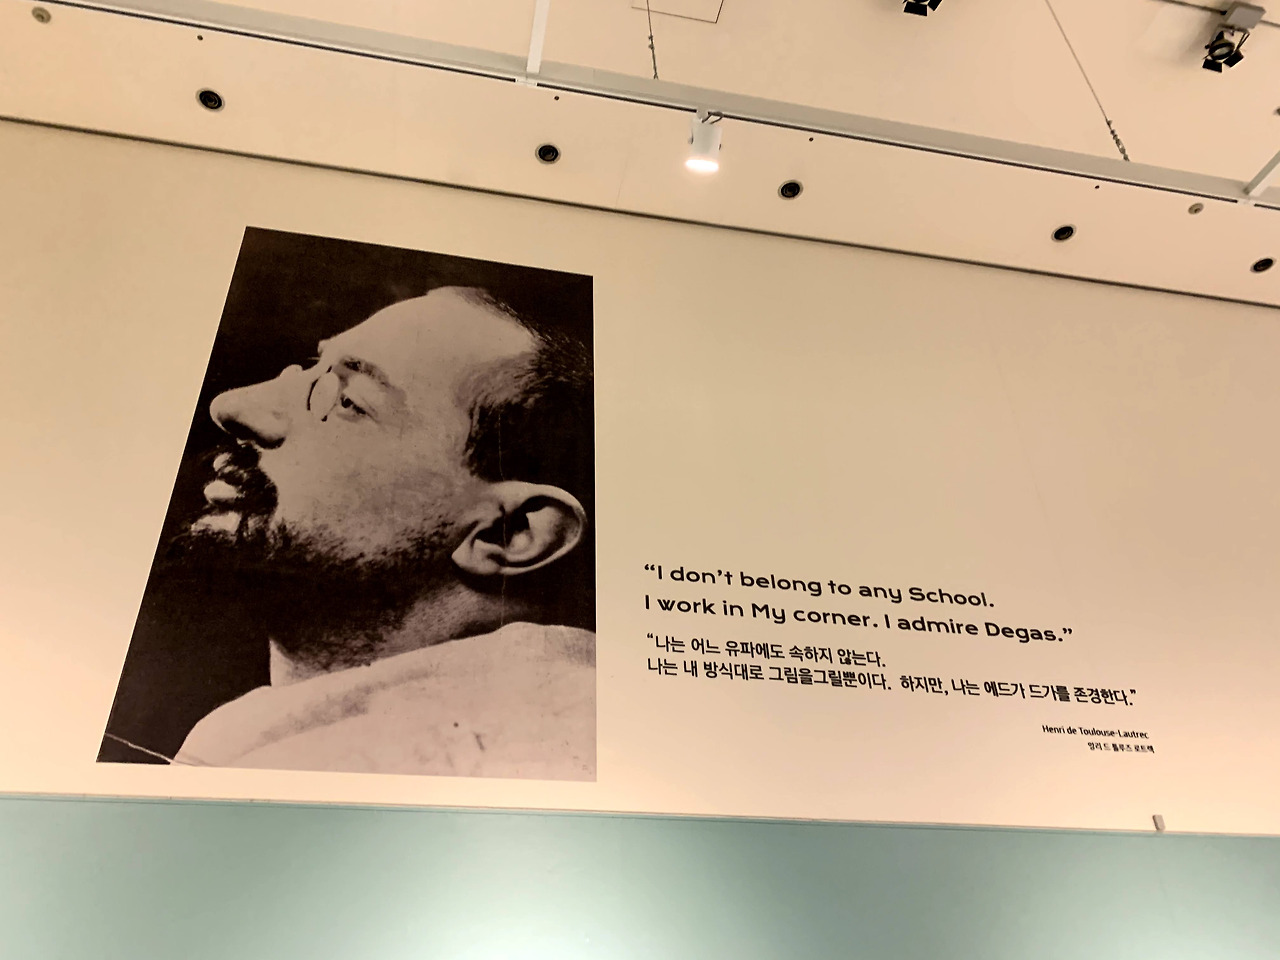 “I don’t belong to any School.
I work in My corner. I admire Degas.”
“나는 어느 유파에도 속하지 않는다.
나는 내 방식대로 그림을그릴뿐이다. 하지만, 나는 에드가 드가를 존경한다.”
Henri de Toulouse-Lautrec
앙리 드 툴루즈 로트렉